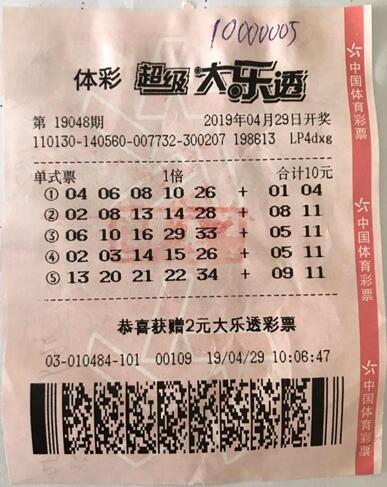 10000005
体彩 超级大乐透
第 19048期 2019年04月29日开奖
110130-140560-007732-300207 198613 LP4dxg
单式票 1倍 合计10元
① 04 06 08 10 26 + 01 04
② 02 08 13 14 28 + 08 11
③ 06 10 16 29 33 + 05 11
④ 02 03 14 15 26 + 05 11
⑤ 13 20 21 22 34 + 09 11
恭喜获赠2元大乐透彩票
03-010484-101 00109 19/04/29 10:06:47
中国体育彩票
中国体育彩票
中国体育彩票